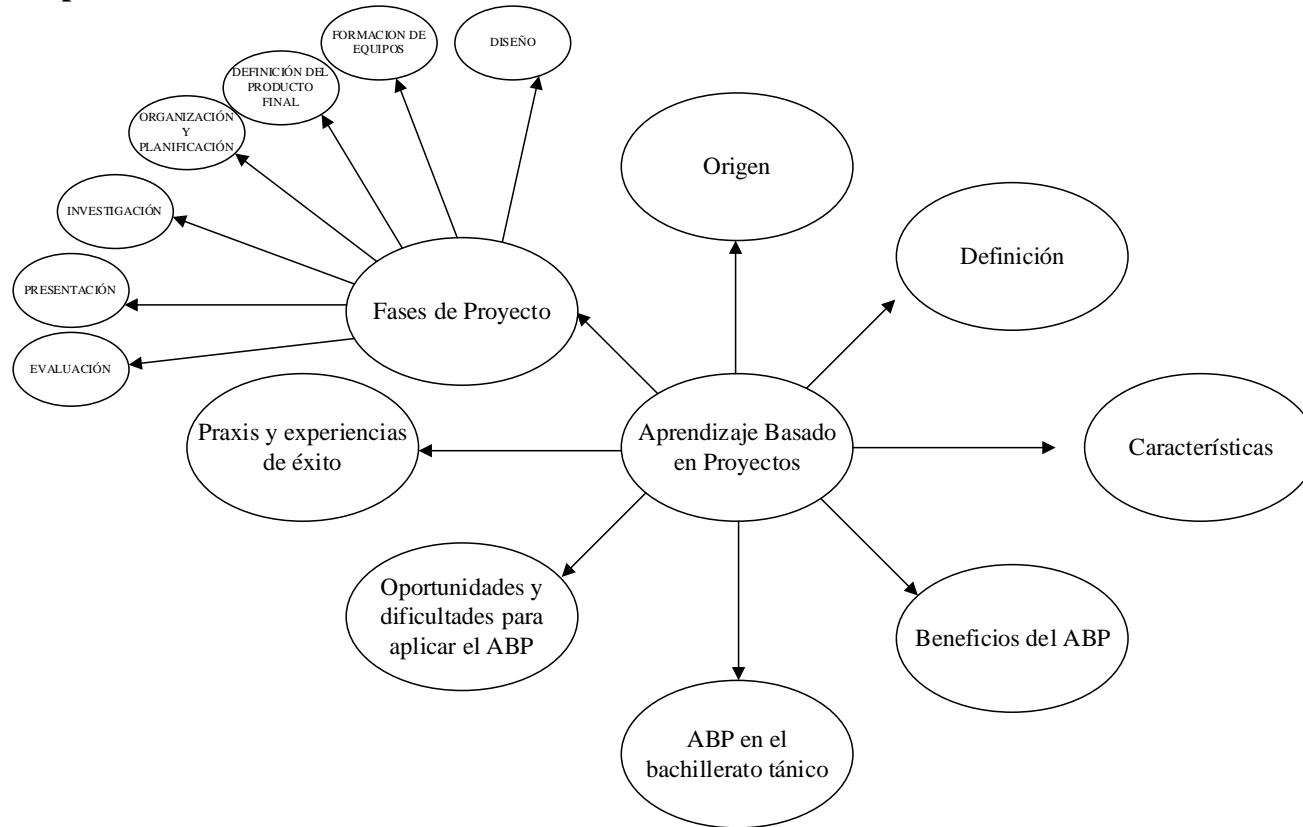 FORMACION DE
EQUIPOS
DISEÑO
DEFINICIÓN DEL
PRODUCTO
FINAL
ORGANIZACIÓN
Y
PLANIFICACIÓN
INVESTIGACIÓN
PRESENTACIÓN
EVALUACIÓN
Fases de Proyecto
Origen
Definición
Aprendizaje Basado
en Proyectos
Característicás
Praxis y experiencias
de éxito
Oportunidades y
dificultades para
aplicar el ABP
Beneficios del ABP
ABP en el
bachillerato tánico